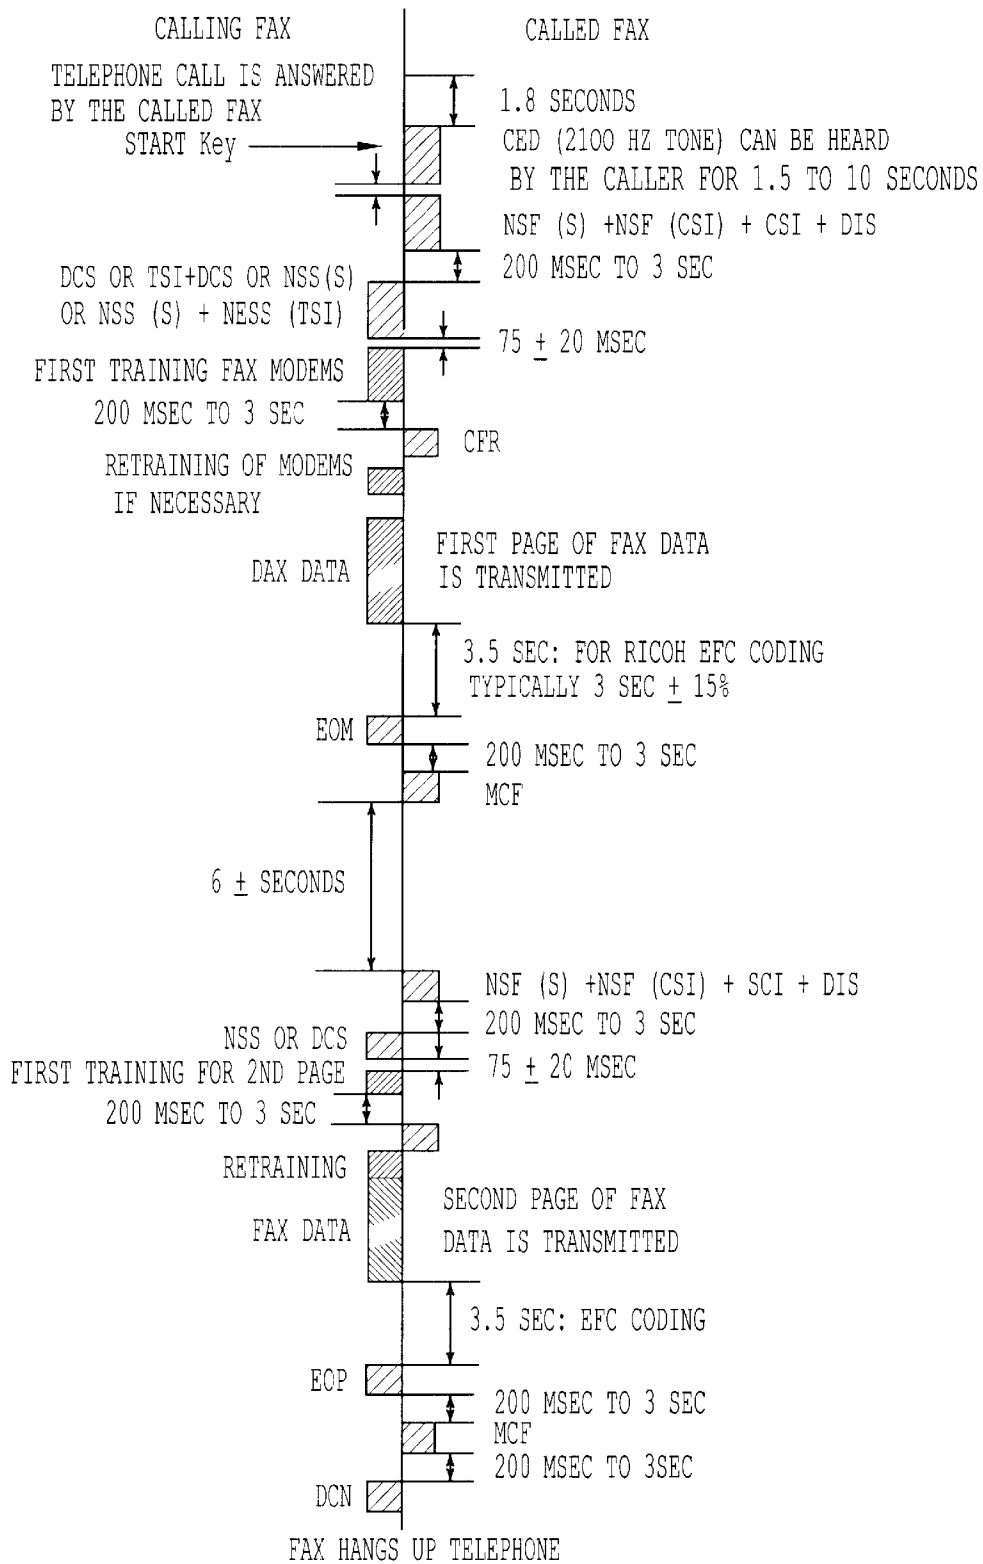 CALLING FAX
CALLED FAX
TELEPHONE CALL IS ANSWERED
BY THE CALLED FAX
START Key
1.8 SECONDS
CED (2100 HZ TONE) CAN BE HEARD
BY THE CALLER FOR 1.5 TO 10 SECONDS
NSF (S) +NSF (CSI) + CSI + DIS
200 MSEC TO 3 SEC
DCS OR TSI+DCS OR NSS(S)
OR NSS (S) + NESS (TSI)
75 ± 20 MSEC
FIRST TRAINING FAX MODEMS
200 MSEC TO 3 SEC
CFR
RETRAINING OF MODEMS
IF NECESSARY
DAX DATA
FIRST PAGE OF FAX DATA
IS TRANSMITTED
3.5 SEC: FOR RICOH EFC CODING
TYPICALLY 3 SEC ± 15%
EOM
200 MSEC TO 3 SEC
MCF
6 ± SECONDS
NSF (S) +NSF (CSI) + SCI + DIS
200 MSEC TO 3 SEC
NSS OR DCS
75 ± 20 MSEC
FIRST TRAINING FOR 2ND PAGE
200 MSEC TO 3 SEC
RETRAINING
FAX DATA
SECOND PAGE OF FAX
DATA IS TRANSMITTED
3.5 SEC: EFC CODING
EOP
200 MSEC TO 3 SEC
MCF
200 MSEC TO 3SEC
DCN
FAX HANGS UP TELEPHONE